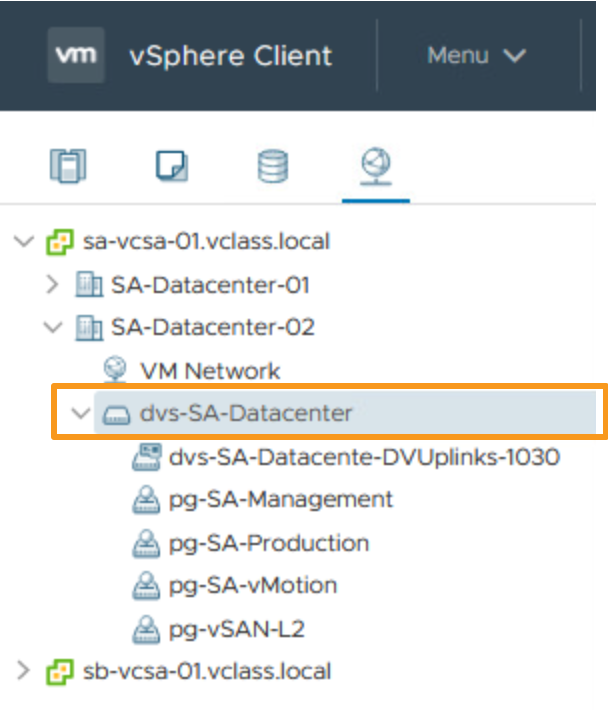 vm vSphere Client Menu
sa-vcsa-01.vclass.local
SA-Datacenter-01
SA-Datacenter-02
VM Network
dvs-SA-Datacenter
dvs-SA-Datacente-DVUplinks-1030
pg-SA-Management
pg-SA-Production
pg-SA-vMotion
pg-vSAN-L2
sb-vcsa-01.vclass.local